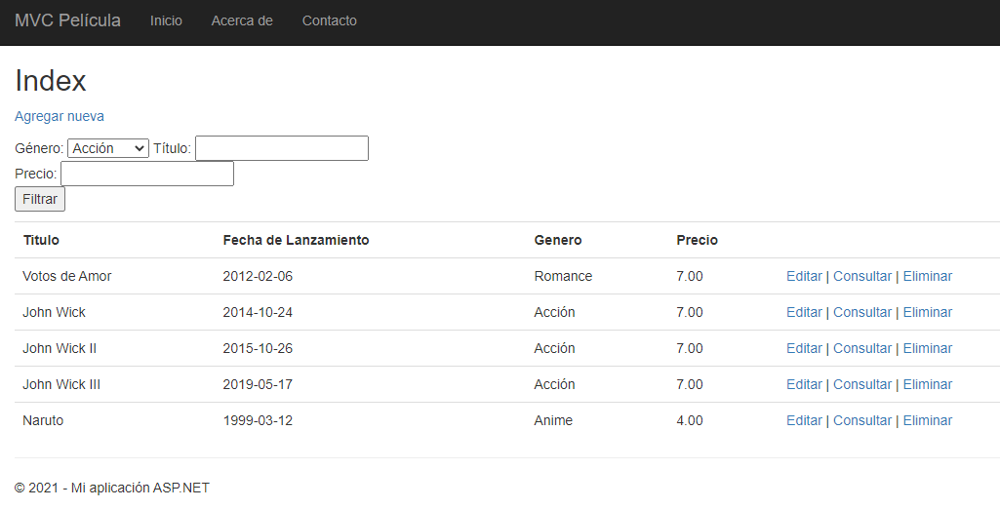 MVC Película Inicio Acerca de Contacto
Index
Agregar nueva
Género: Acción Título:
Precio:
Filtrar
Titulo Fecha de Lanzamiento Genero Precio
Votos de Amor 2012-02-06 Romance 7.00 Editar | Consultar | Eliminar
John Wick 2014-10-24 Acción 7.00 Editar | Consultar | Eliminar
John Wick II 2015-10-26 Acción 7.00 Editar | Consultar | Eliminar
John Wick III 2019-05-17 Acción 7.00 Editar | Consultar | Eliminar
Naruto 1999-03-12 Anime 4.00 Editar | Consultar | Eliminar
© 2021 - Mi aplicación ASP.NET